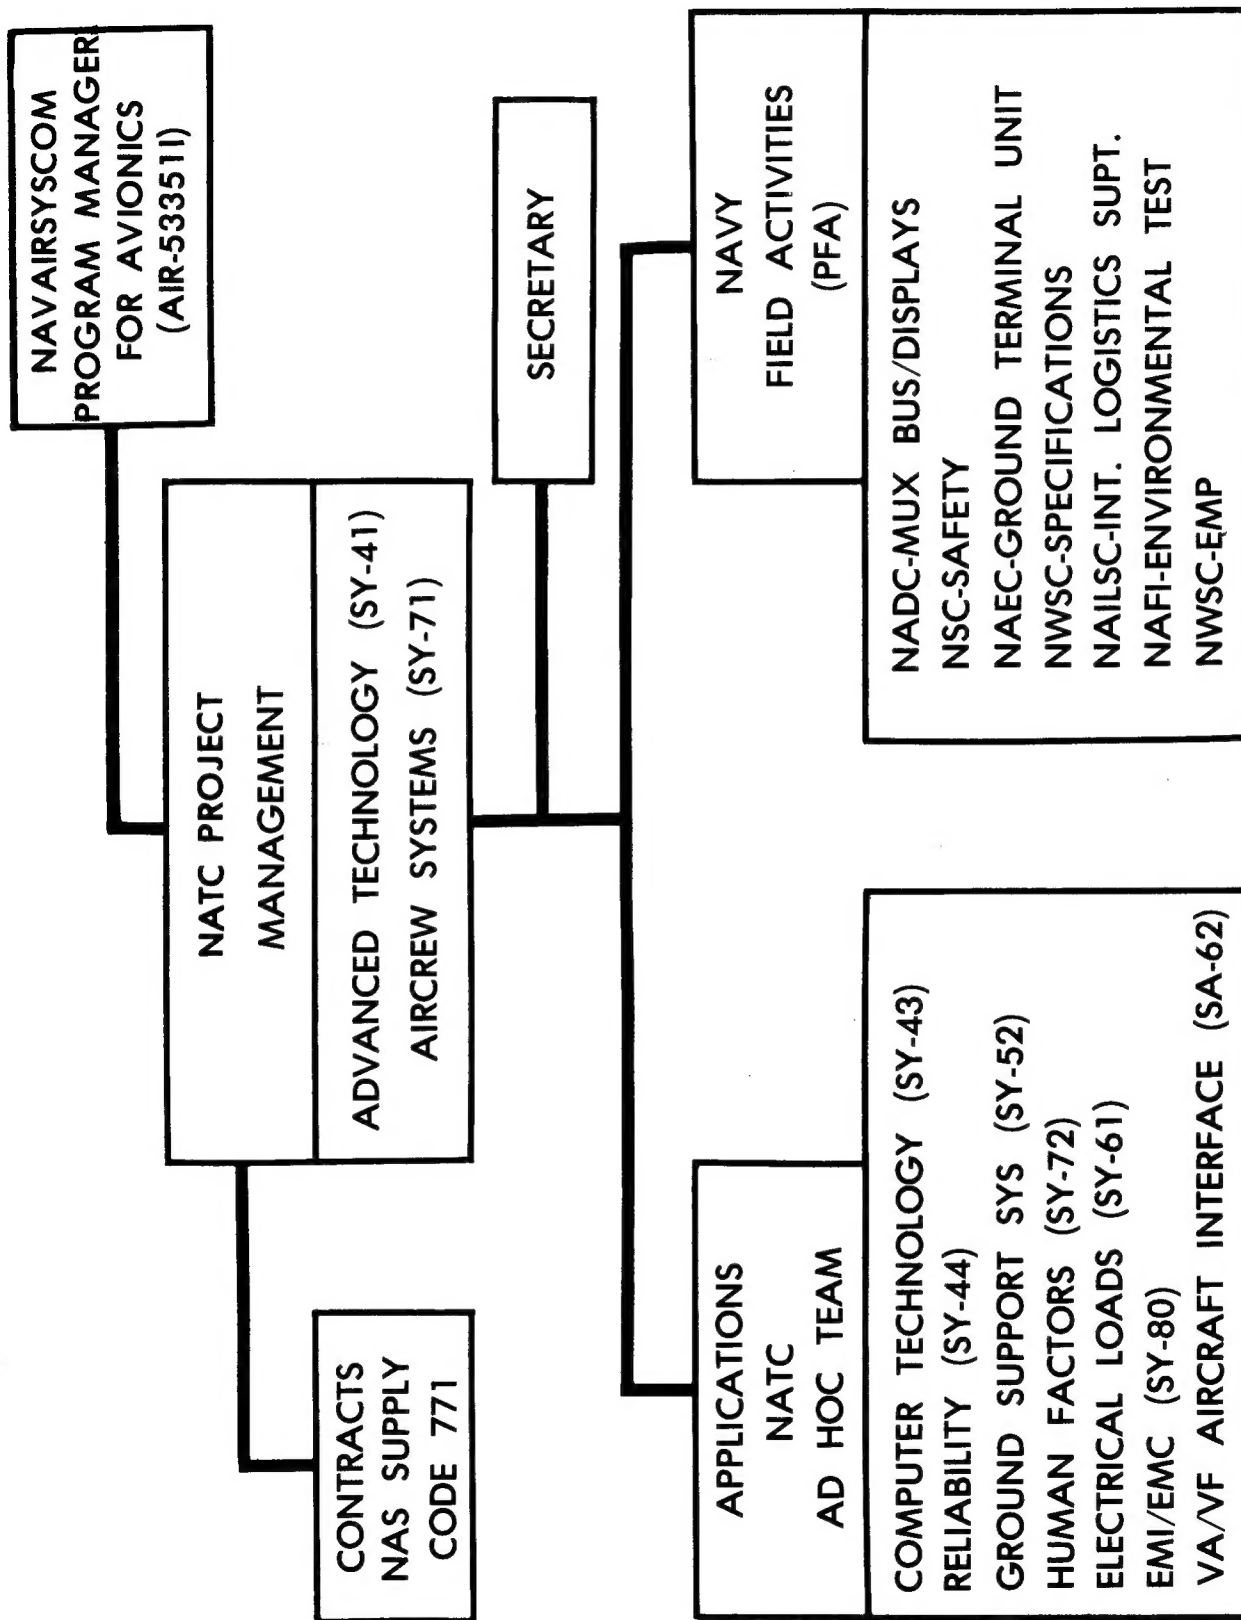 NAVAIRSYSCOM
PROGRAM MANAGER
FOR AVIONICS
(AIR-53351I)
NATC PROJECT
MANAGEMENT
ADVANCED TECHNOLOGY (SY-41)
AIRCREW SYSTEMS (SY-71)
CONTRACTS
NAS SUPPLY
CODE 771
SECRETARY
APPLICATIONS
NATC
AD HOC TEAM
COMPUTER TECHNOLOGY (SY-43)
RELIABILITY (SY-44)
GROUND SUPPORT SYS (SY-52)
HUMAN FACTORS (SY-72)
ELECTRICAL LOADS (SY-61)
EMI/EMC (SY-80)
VA/VF AIRCRAFT INTERFACE (SA-62)
NAVY
FIELD ACTIVITIES
(PFA)
NADC-MUX BUS/DISPLAYS
NSC-SAFETY
NAEC-GROUND TERMINAL UNIT
NWSC-SPECIFICATIONS
NAILSC-INT. LOGISTICS SUPT.
NAFI-ENVIRONMENTAL TEST
NWSC-EMP